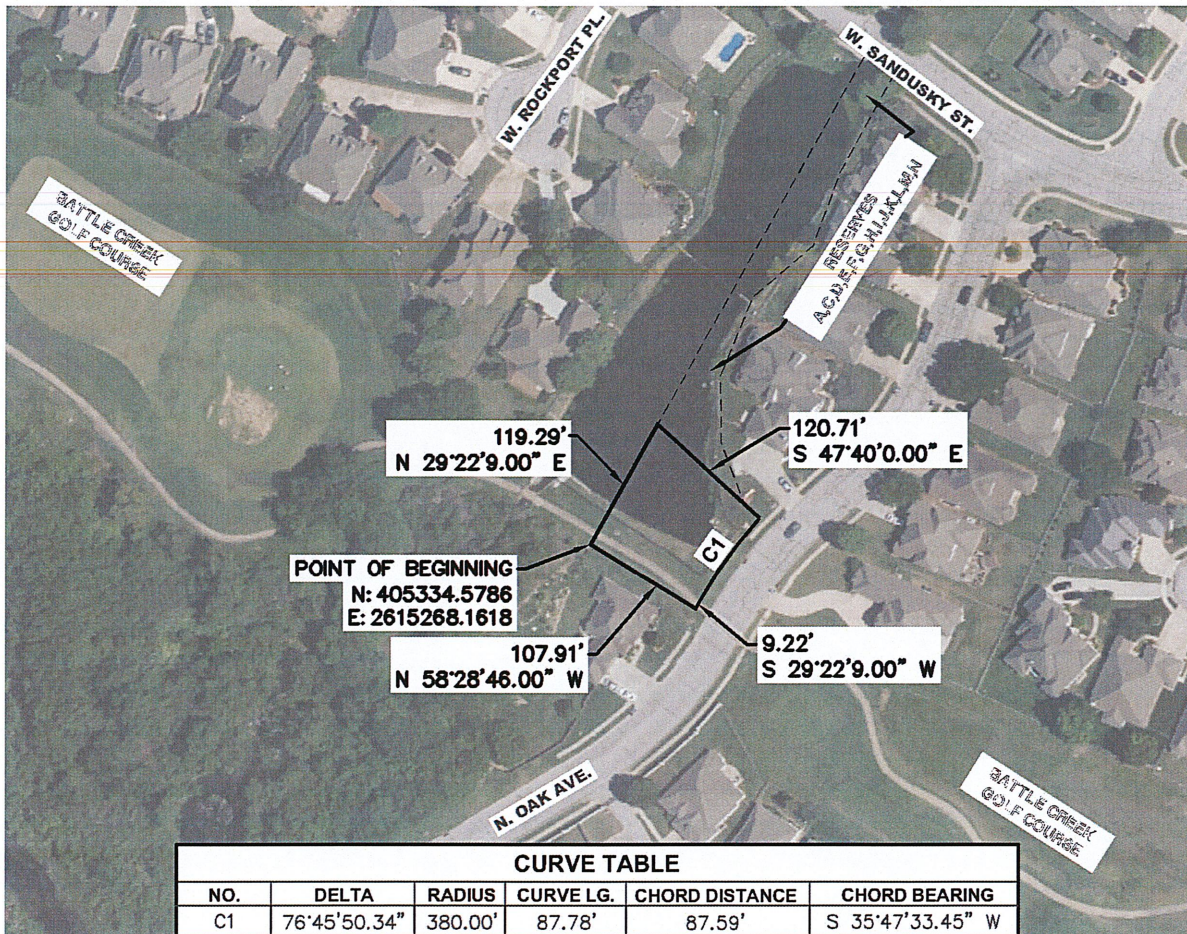 W. ROCKPORT PL.
W. SANDUSKY ST.
BATTLE CREEK
GOLF COURSE
RESERVES
A,C,D,E,F,G,H,I,J,K,L,M,N
119.29'
N 29°22'9.00" E
120.71'
S 47°40'0.00" E
C1
POINT OF BEGINNING
N: 405334.5786
E: 2615268.1618
107.91'
N 58°28'46.00" W
9.22'
S 29°22'9.00" W
N. OAK AVE.
BATTLE CREEK
GOLF COURSE
CURVE TABLE
NO. DELTA RADIUS CURVE LG. CHORD DISTANCE CHORD BEARING
C1 76°45'50.34" 380.00' 87.78' 87.59' S 35°47'33.45" W